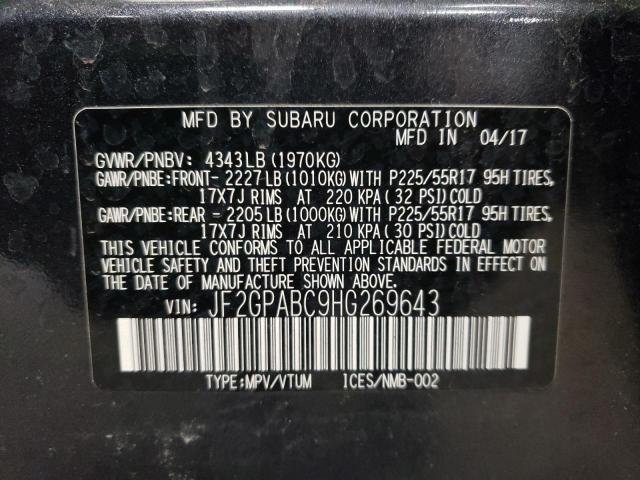 MFD BY SUBARU CORPORATION
MFD IN 04/17
GVWR/PNBV: 4343LB(1970KG)
GAWR/PNBE:FRONT- 2227LB(1010KG)WITH P225/55R17 95H TIRES,
17X7J RIMS AT 220 KPA(32 PSI)COLD
GAWR/PNBE:REAR - 2205LB(1000KG)WITH P225/55R17 95H TIRES,
17X7J RIMS AT 210 KPA(30 PSI)COLD
THIS VEHICLE CONFORMS TO ALL APPLICABLE FEDERAL MOTOR
VEHICLE SAFETY AND THEFT PREVENTION STANDARDS IN EFFECT ON
THE DATE OF MANUFACTURE SHOWN ABOVE.
VIN: JF2GPABC9HG269643
TYPE:MPV/VTUM ICES/NMB-002